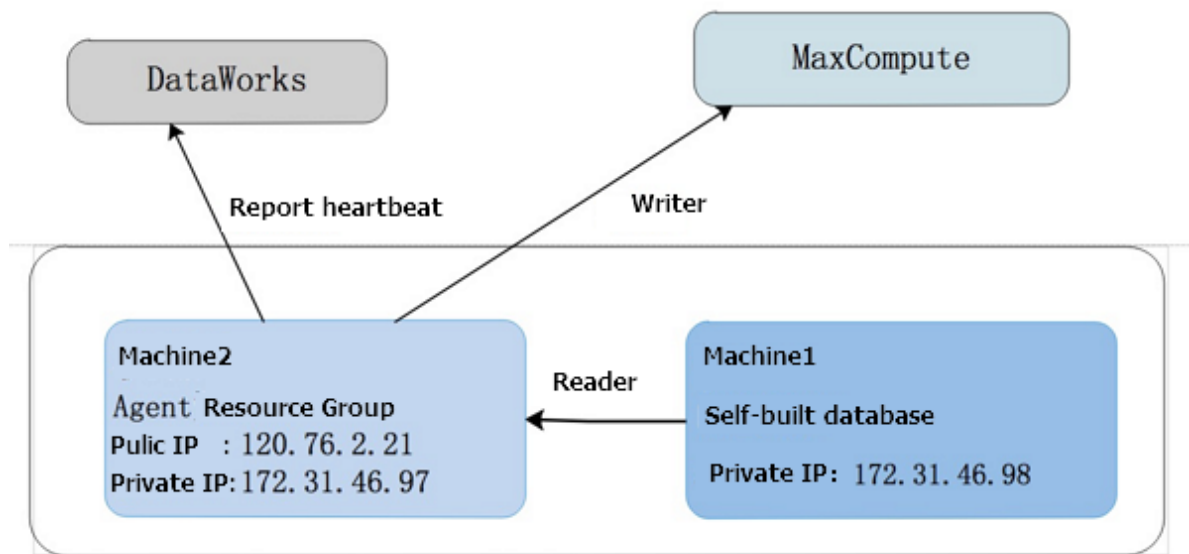 DataWorks
MaxCompute
Report heartbeat
Writer
Machine2
Agent Resource Group
Pulic IP : 120.76.2.21
Private IP: 172.31.46.97
Reader
Machine1
Self-built database
Private IP: 172.31.46.98